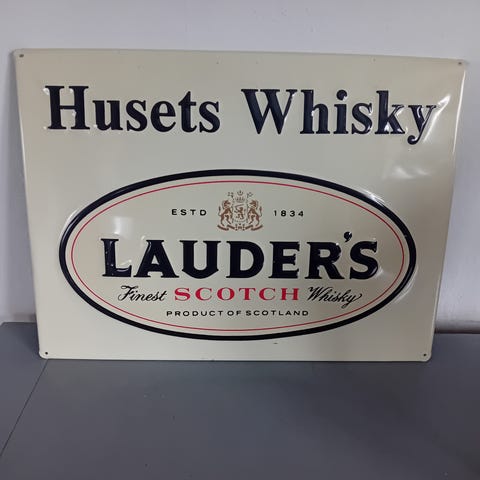 Husets Whisky
ESTD 1834
LAUDER'S
Finest SCOTCH Whisky
PRODUCT OF SCOTLAND